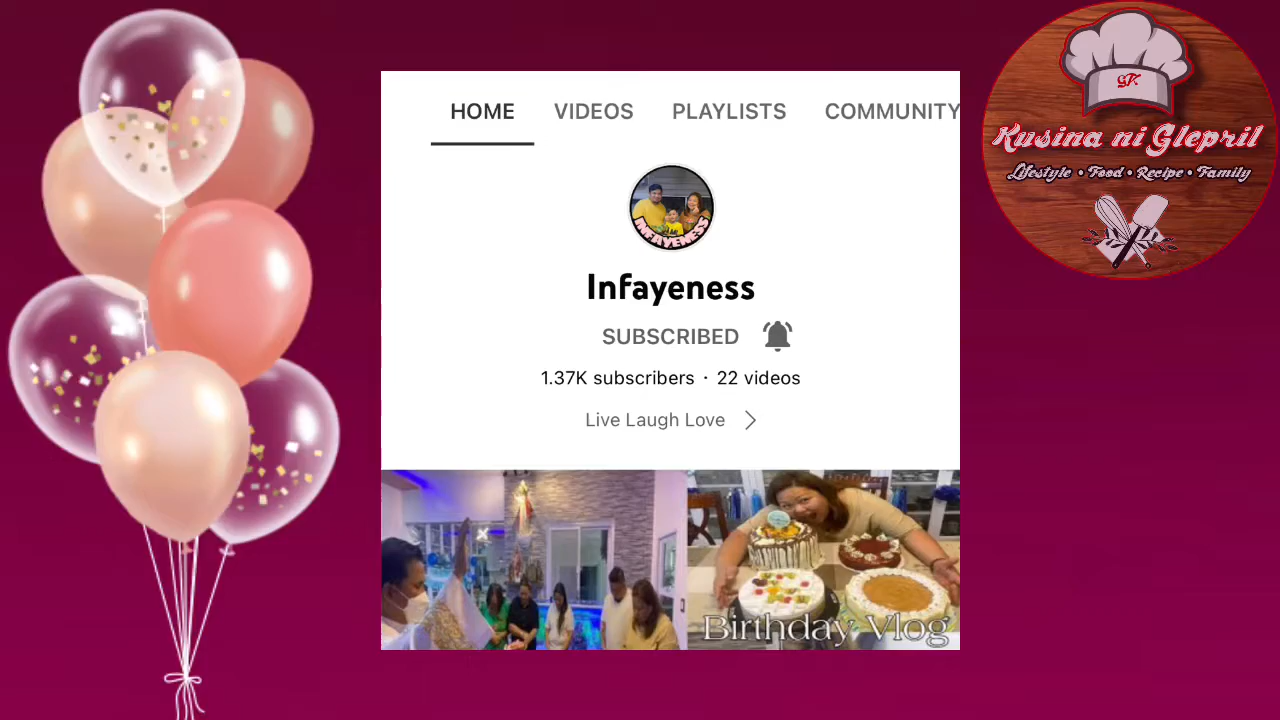 HOME VIDEOS PLAYLISTS COMMUNITY
INFAYENESS
Infayeness
SUBSCRIBED
1.37K subscribers · 22 videos
Live Laugh Love
Birthday Vlog
GK
Kusina ni Glepril
Lifestyle • Food • Recipe • Family